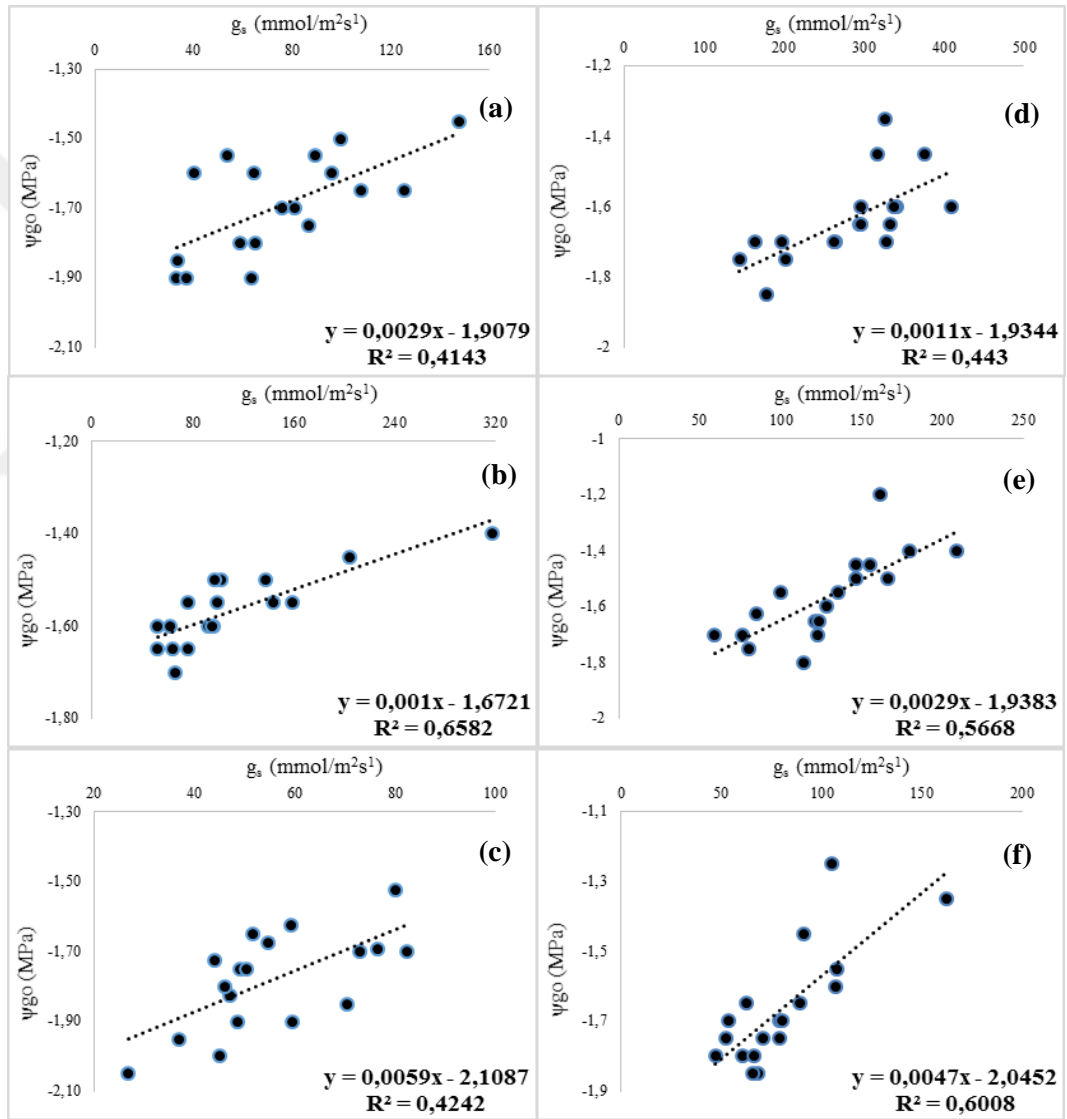 gₛ (mmol/m²s¹)
0 40 80 120 160
-1,30
-1,50
-1,70
-1,90
-2,10
ψgo (MPa)
(a)
y = 0,0029x - 1,9079
R² = 0,4143
gₛ (mmol/m²s¹)
0 100 200 300 400 500
-1,2
-1,4
-1,6
-1,8
-2
ψgo (MPa)
(d)
y = 0,0011x - 1,9344
R² = 0,443
gₛ (mmol/m²s¹)
0 80 160 240 320
-1,20
-1,40
-1,60
-1,80
ψgo (MPa)
(b)
y = 0,001x - 1,6721
R² = 0,6582
gₛ (mmol/m²s¹)
0 50 100 150 200 250
-1
-1,2
-1,4
-1,6
-1,8
-2
ψgo (MPa)
(e)
y = 0,0029x - 1,9383
R² = 0,5668
gₛ (mmol/m²s¹)
20 40 60 80 100
-1,30
-1,50
-1,70
-1,90
-2,10
ψgo (MPa)
(c)
y = 0,0059x - 2,1087
R² = 0,4242
gₛ (mmol/m²s¹)
0 50 100 150 200
-1,1
-1,3
-1,5
-1,7
-1,9
ψgo (MPa)
(f)
y = 0,0047x - 2,0452
R² = 0,6008